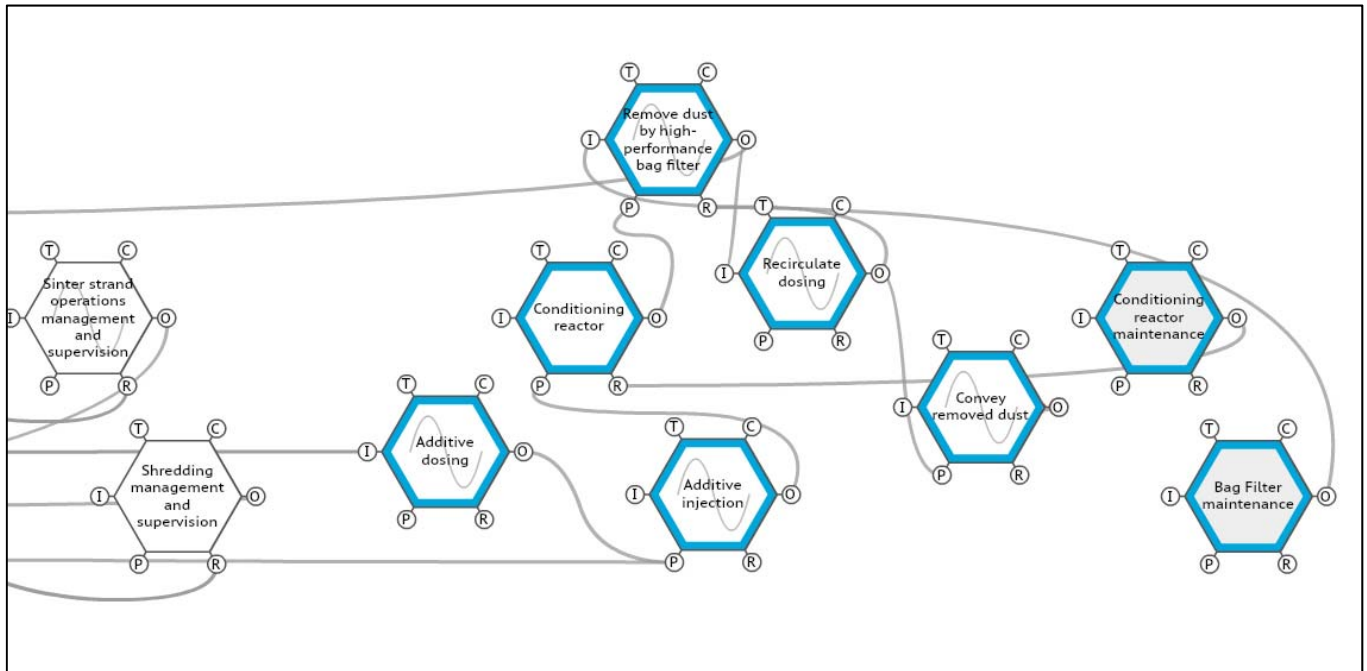 T C
Remove dust
by high-
performance
bag filter
I O
P R
T C
Sinter strand
operations
management
and
supervision
I O
P R
T C
Conditioning
reactor
I O
P R
T C
Recirculate
dosing
I O
P R
T C
Conditioning
reactor
maintenance
I O
P R
T C
Convey
removed dust
I O
P R
T C
Shredding
management
and
supervision
I O
P R
T C
Additive
dosing
I O
P R
T C
Additive
injection
I O
P R
T C
Bag Filter
maintenance
I O
P R